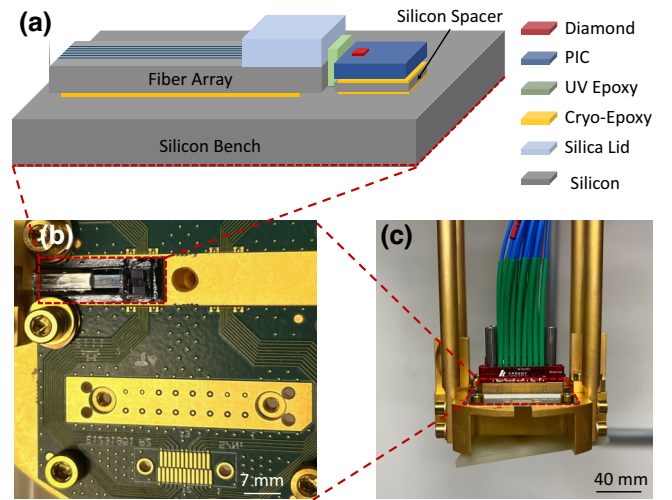 (a)
Silicon Spacer
Fiber Array
Silicon Bench
Diamond
PIC
UV Epoxy
Cryo-Epoxy
Silica Lid
Silicon
(b)
7 mm
(c)
40 mm